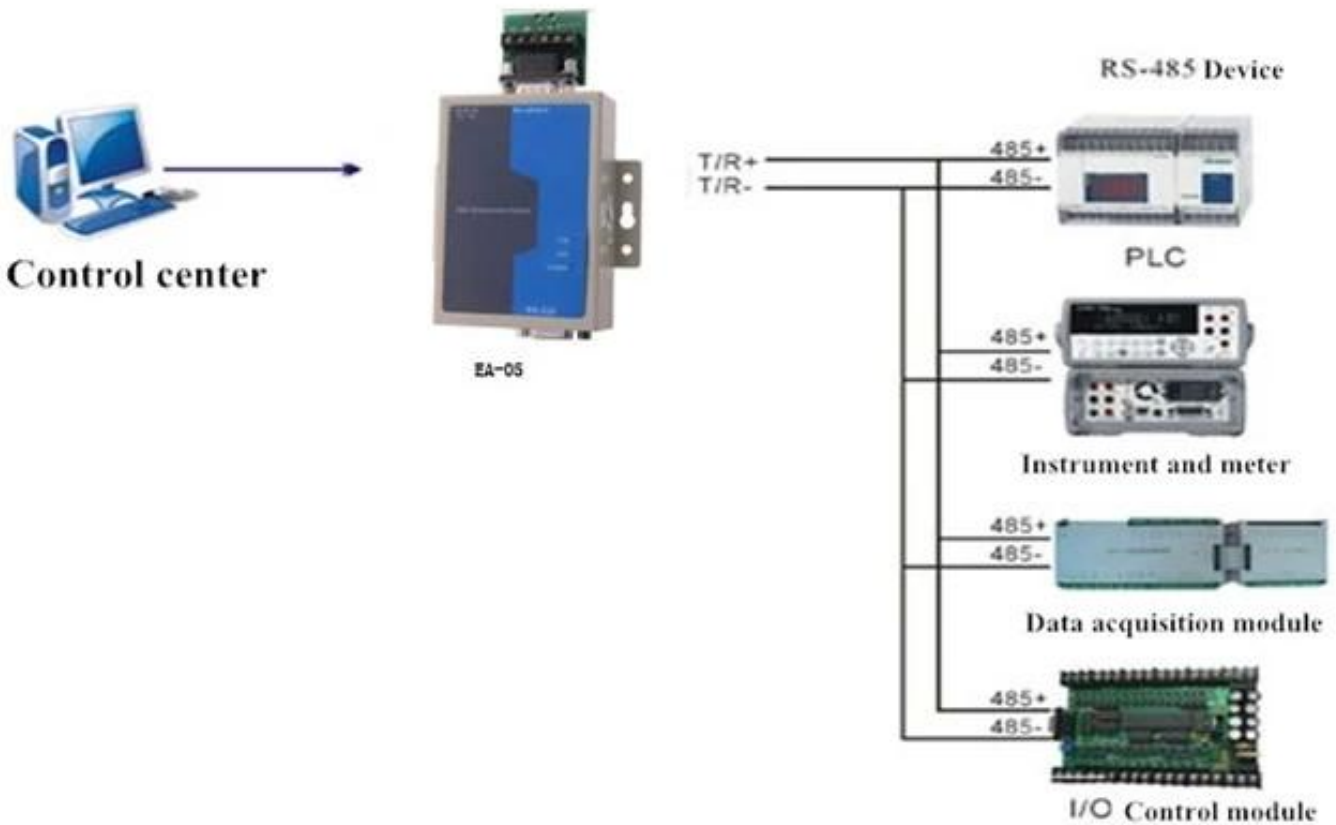 RS-485 Device
Control center
EA-05
T/R+
T/R-
485+
485-
PLC
485+
485-
Instrument and meter
485+
485-
Data acquisition module
485+
485-
I/O Control module